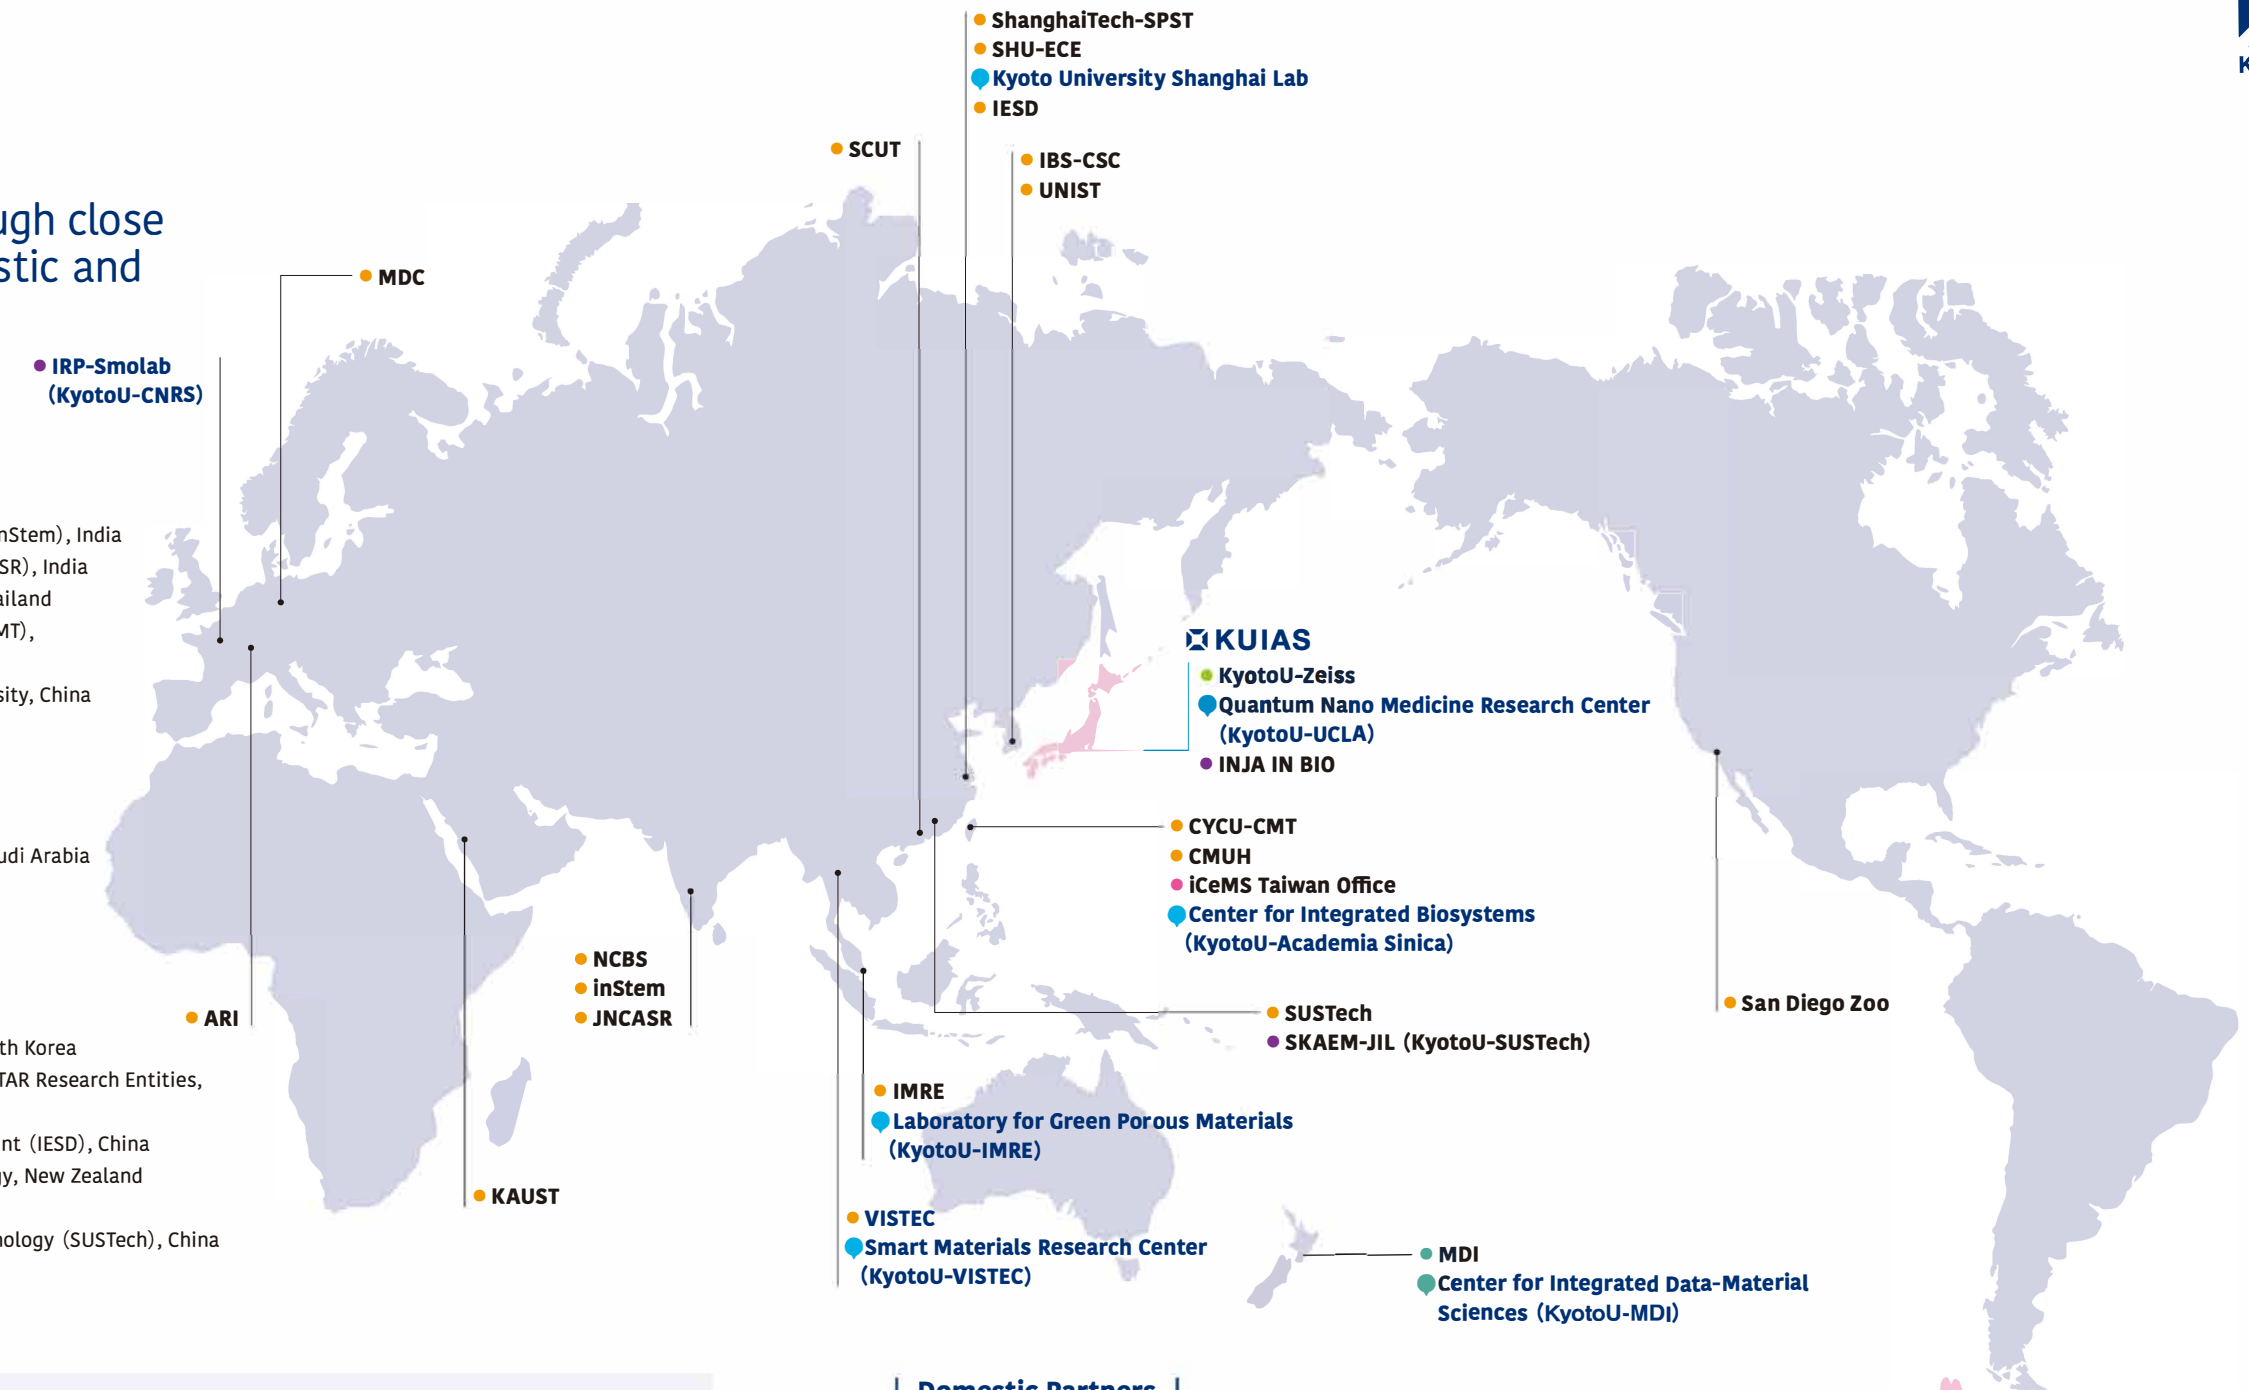 ShanghaiTech-SPST
SHU-ECE
Kyoto University Shanghai Lab
IESD
K
SCUT
IBS-CSC
UNIST
ugh close
stic and
MDC
IRP-Smolab
(KyotoU-CNRS)
nStem), India
SR), India
ailand
MT),
sity, China
udi Arabia
th Korea
TAR Research Entities,
nt (IESD), China
gy, New Zealand
nology (SUSTech), China
KUIAS
KyotoU-Zeiss
Quantum Nano Medicine Research Center
(KyotoU-UCLA)
INJA IN BIO
CYCU-CMT
CMUH
iCeMS Taiwan Office
Center for Integrated Biosystems
(KyotoU-Academia Sinica)
NCBS
inStem
JNCASR
ARI
San Diego Zoo
SUSTech
SKAEM-JIL (KyotoU-SUSTech)
IMRE
Laboratory for Green Porous Materials
(KyotoU-IMRE)
KAUST
VISTEC
Smart Materials Research Center
(KyotoU-VISTEC)
MDI
Center for Integrated Data-Material
Sciences (KyotoU-MDI)
Domestic Partners